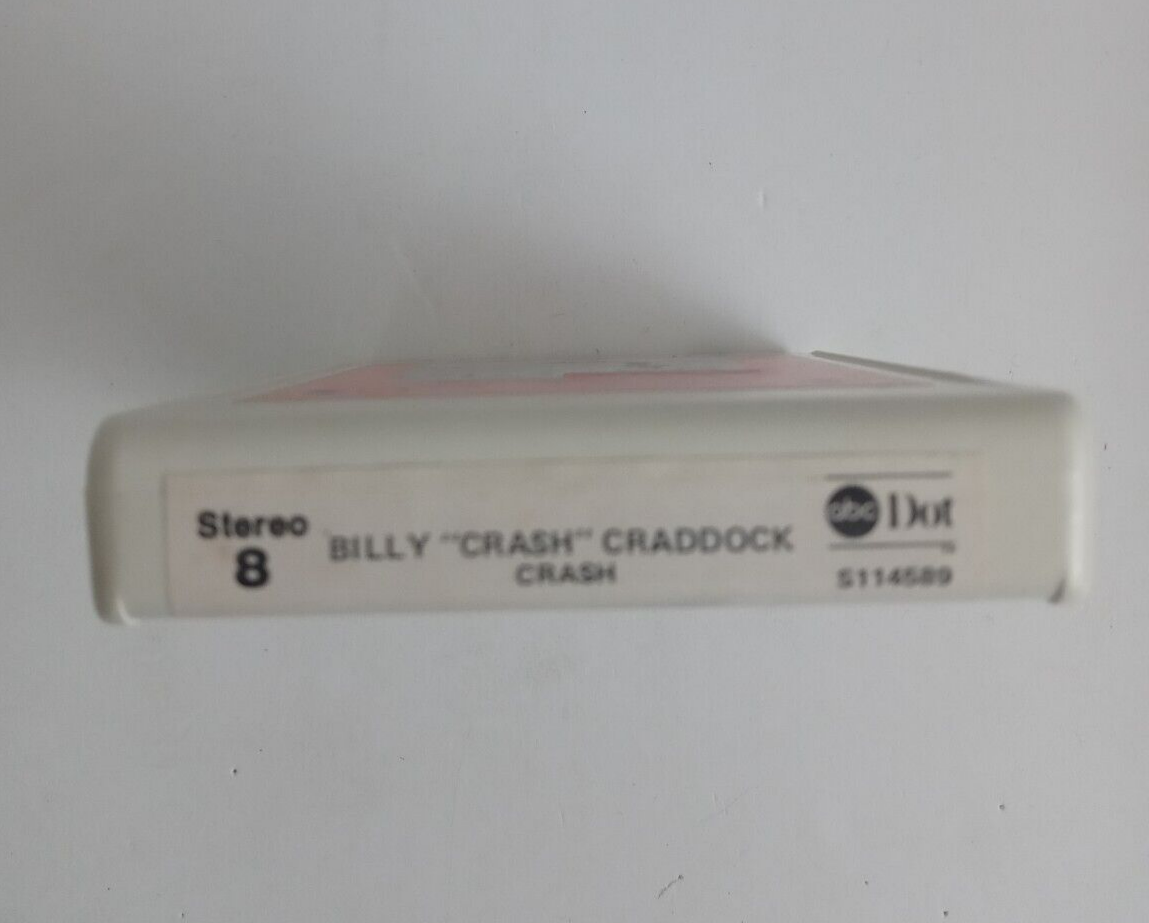 Stereo
8
BILLY "CRASH" CRADDOCK
CRASH
abc Dot
S114589